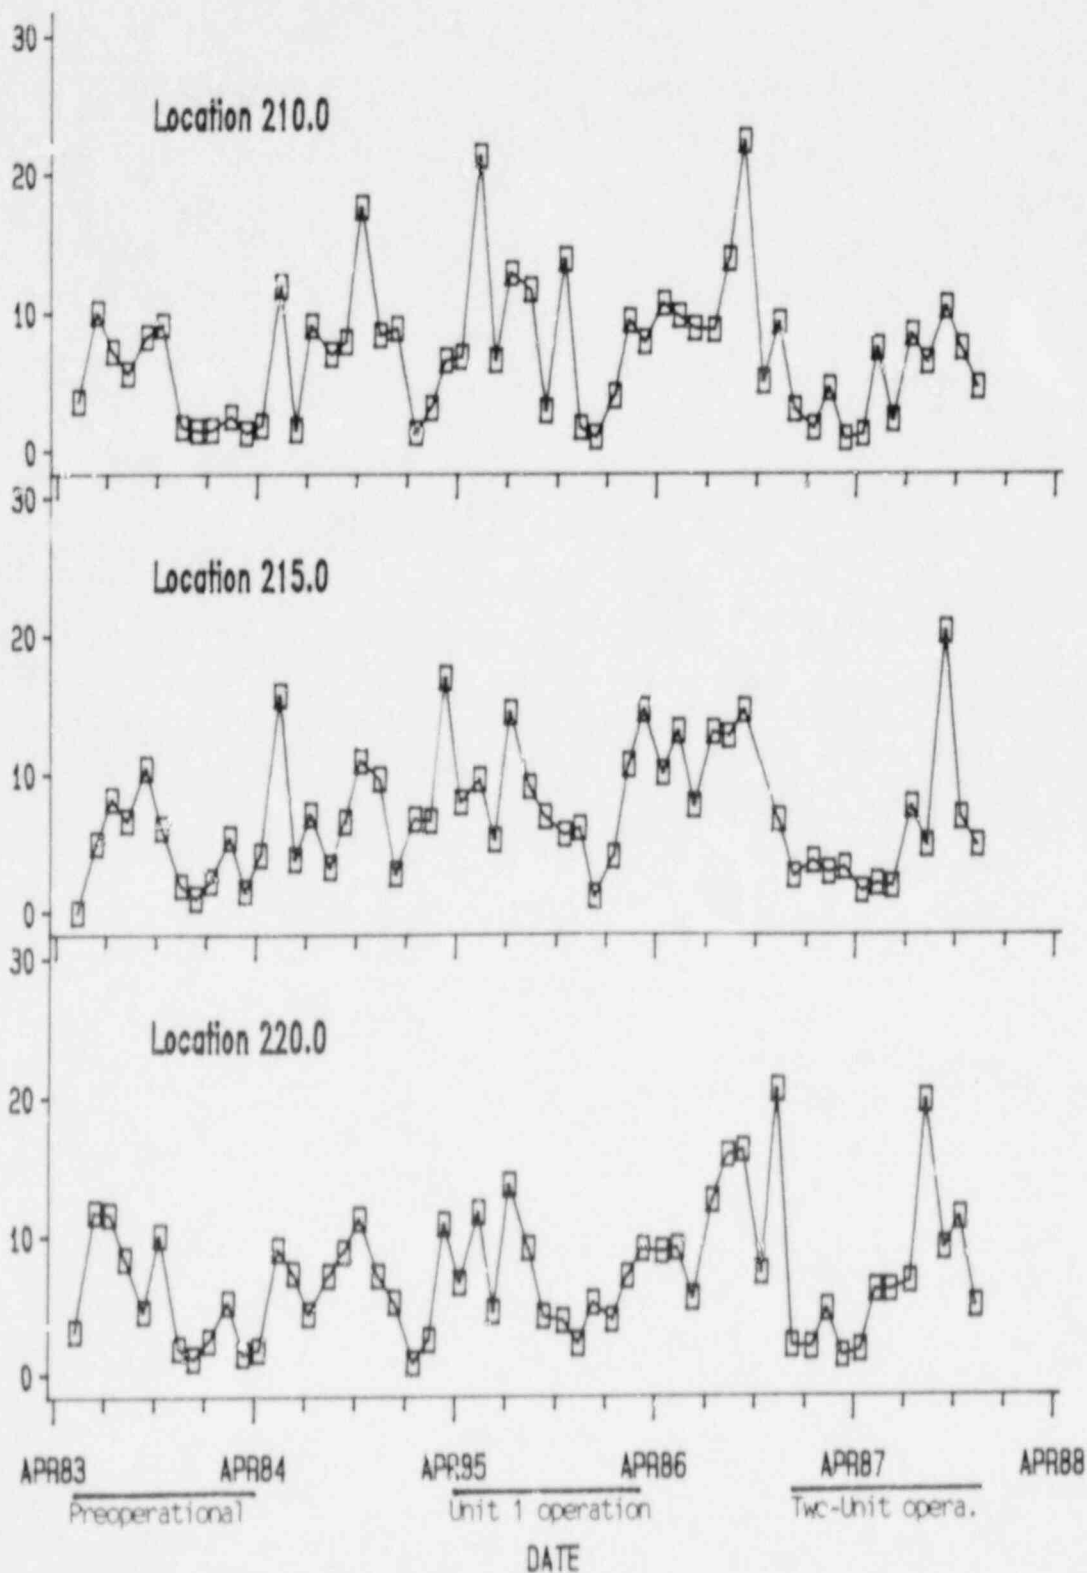 30
Location 210.0
20
10
0
30
Location 215.0
20
10
0
30
Location 220.0
20
10
0
APR83 APR84 APR95 APR86 APR87 APR88
Preoperational Unit 1 operation Twc-Unit opera.
DATE